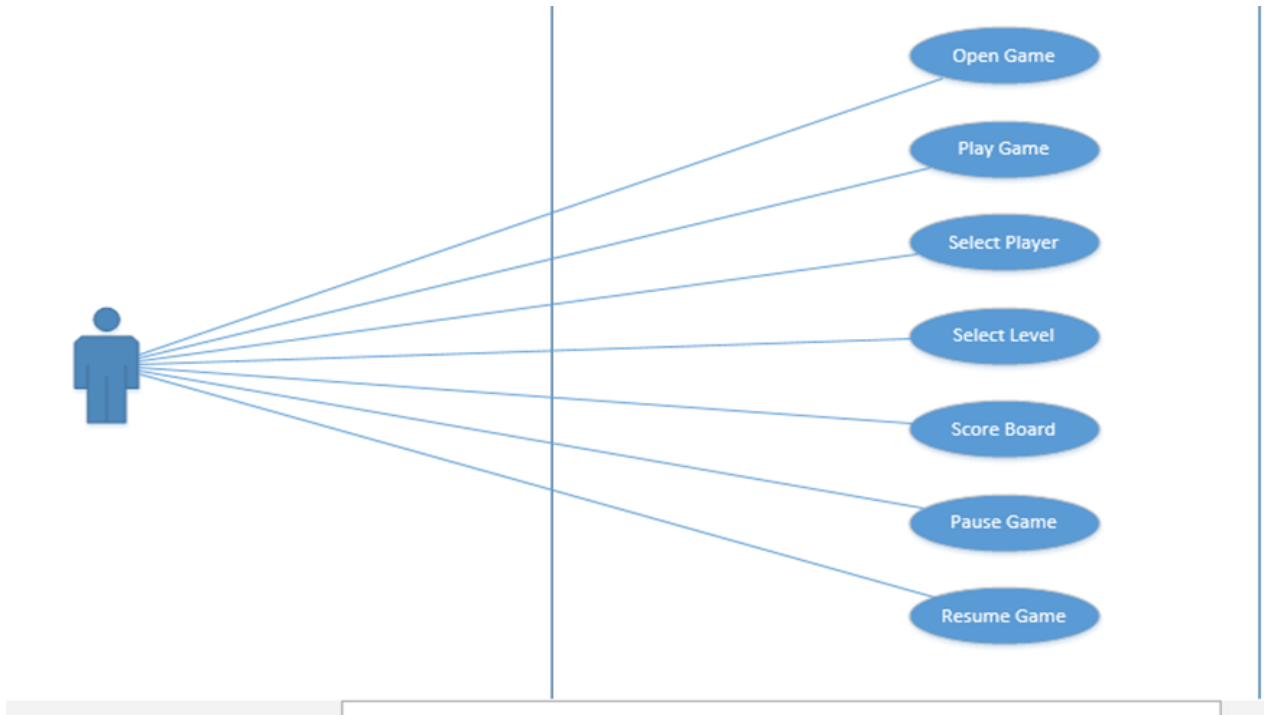 Open Game
Play Game
Select Player
Select Level
Score Board
Pause Game
Resume Game